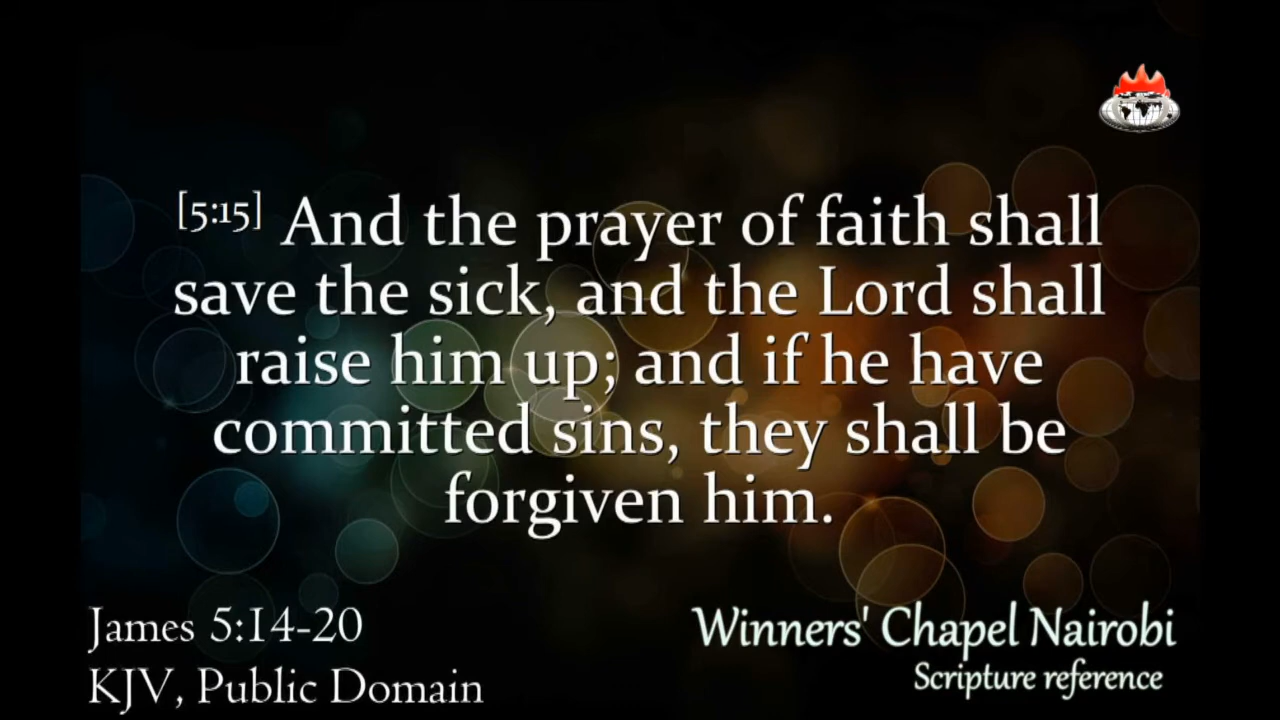 [5:15] And the prayer of faith shall
save the sick, and the Lord shall
raise him up; and if he have
committed sins, they shall be
forgiven him.
James 5:14-20
KJV, Public Domain
Winners' Chapel Nairobi
Scripture reference